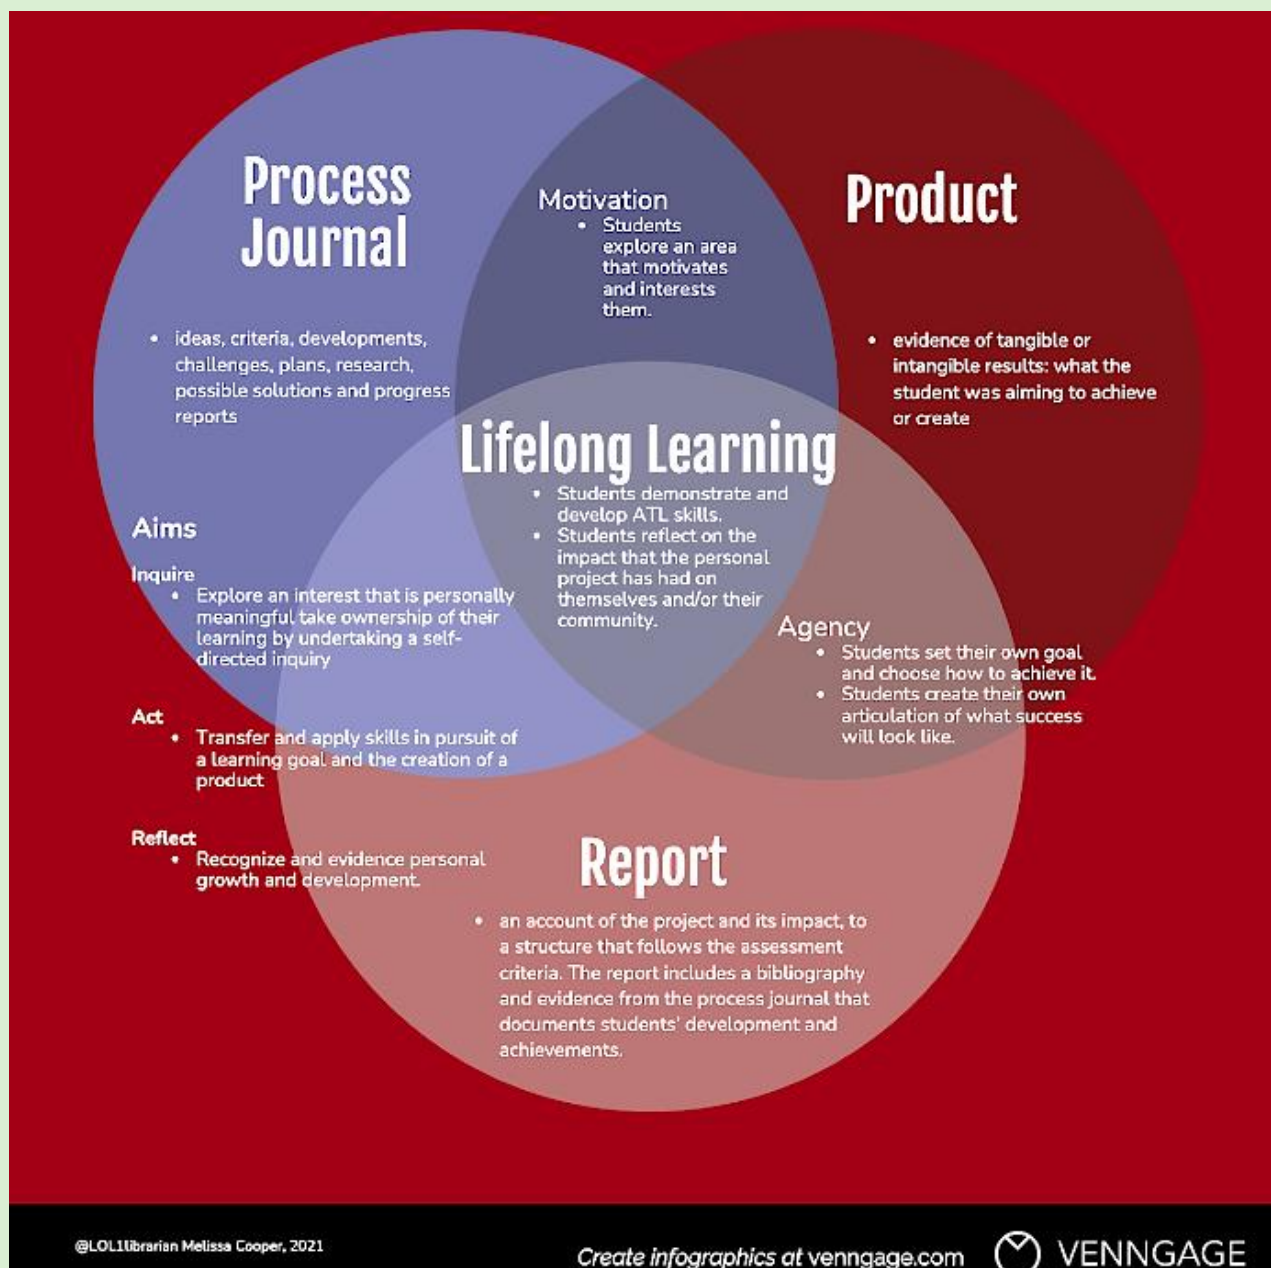 Process
Journal
• ideas, criteria, developments,
challenges, plans, research,
possible solutions and progress
reports
Motivation
• Students
explore an area
that motivates
and interests
them.
Product
• evidence of tangible or
intangible results: what the
student was aiming to achieve
or create
Lifelong Learning
• Students demonstrate and
develop ATL skills.
• Students reflect on the
impact that the personal
project has had on
themselves and/or their
community.
Aims
Inquire
• Explore an interest that is personally
meaningful take ownership of their
learning by undertaking a self-
directed inquiry
Act
• Transfer and apply skills in pursuit of
a learning goal and the creation of a
product
Reflect
• Recognize and evidence personal
growth and development.
Agency
• Students set their own goal
and choose how to achieve it.
• Students create their own
articulation of what success
will look like.
Report
• an account of the project and its impact, to
a structure that follows the assessment
criteria. The report includes a bibliography
and evidence from the process journal that
documents students' development and
achievements.
@LOL1librarian Melissa Cooper, 2021
Create infographics at venngage.com
VENNGAGE